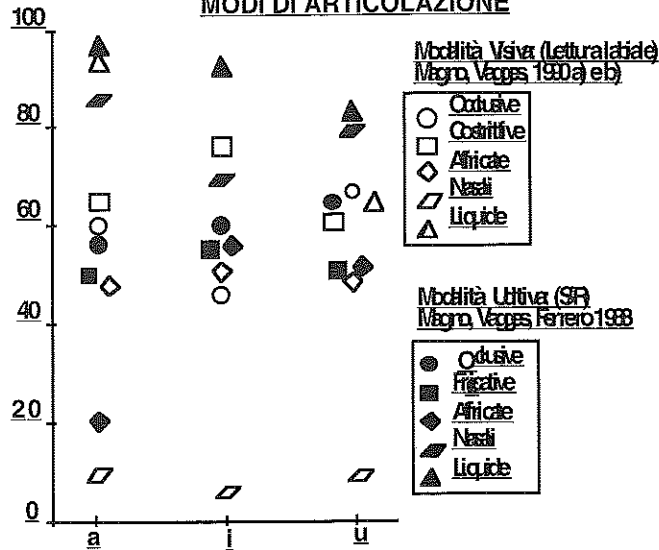 MODI DI ARTICOLAZIONE
100
80
60
40
20
0
a i u
Modalità Visiva (Lettura labiale)
Magno, Vagges, 1990 a) e b)
Occlusive
Costrittive
Affricate
Nasali
Liquide
Modalità Uditiva (SR)
Magno, Vagges, Ferrero 1988
Occlusive
Fricative
Affricate
Nasali
Liquide